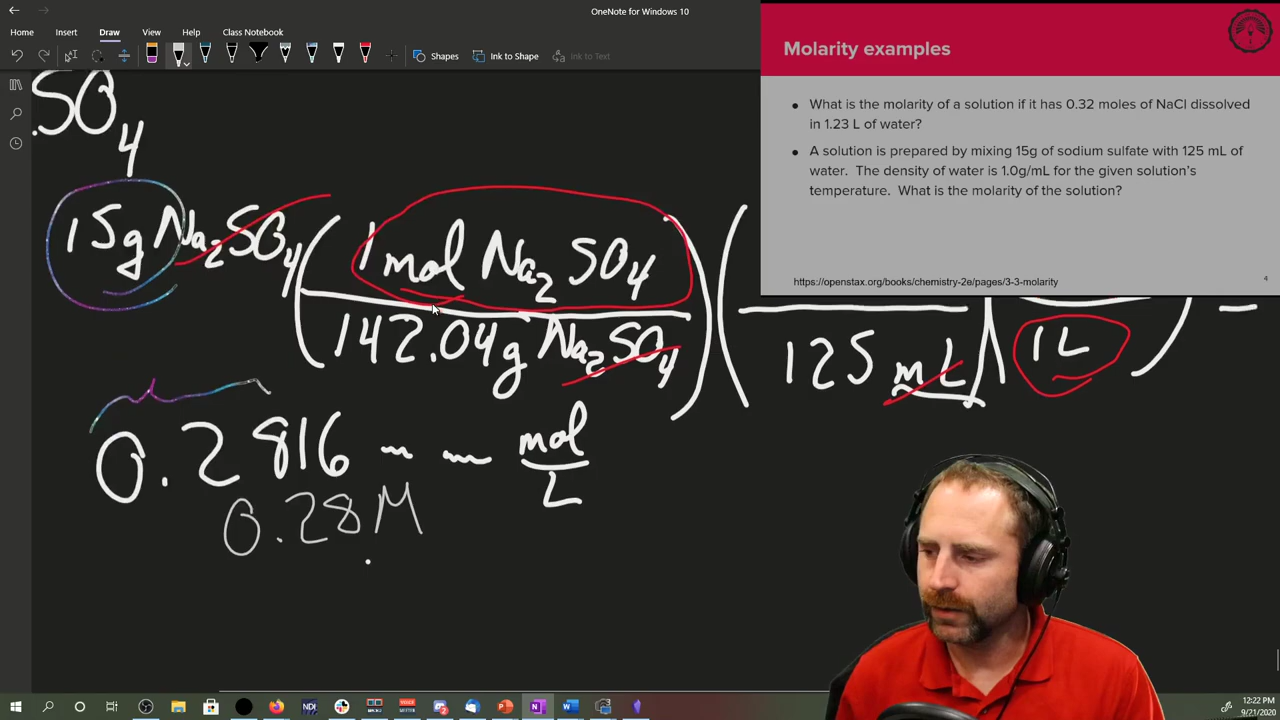 OneNote for Windows 10
Home Insert Draw View Class Notebook
Shapes Ink to Shape Ink to Text
Molarity examples
• What is the molarity of a solution if it has 0.32 moles of NaCl dissolved
in 1.23 L of water?
• A solution is prepared by mixing 15g of sodium sulfate with 125 mL of
water. The density of water is 1.0g/mL for the given solution's
temperature. What is the molarity of the solution?
https://openstax.org/books/chemistry-2e/pages/3-3-molarity 4
SO4
15g Na2SO4 ( 1 mol Na2 SO4
142.04g Na2SO4 ) ( 125 mL 1L ) =
0.2816 mol
L
0.28 M
12:22 PM
9/21/2020